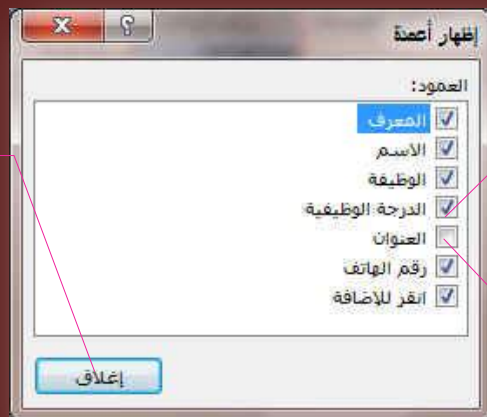 إظهار أعمدة
العمود:
المعرف
الاسم
الوظيفة
الدرجة الوظيفية
العنوان
رقم الهاتف
انقر للإضافة
إغلاق